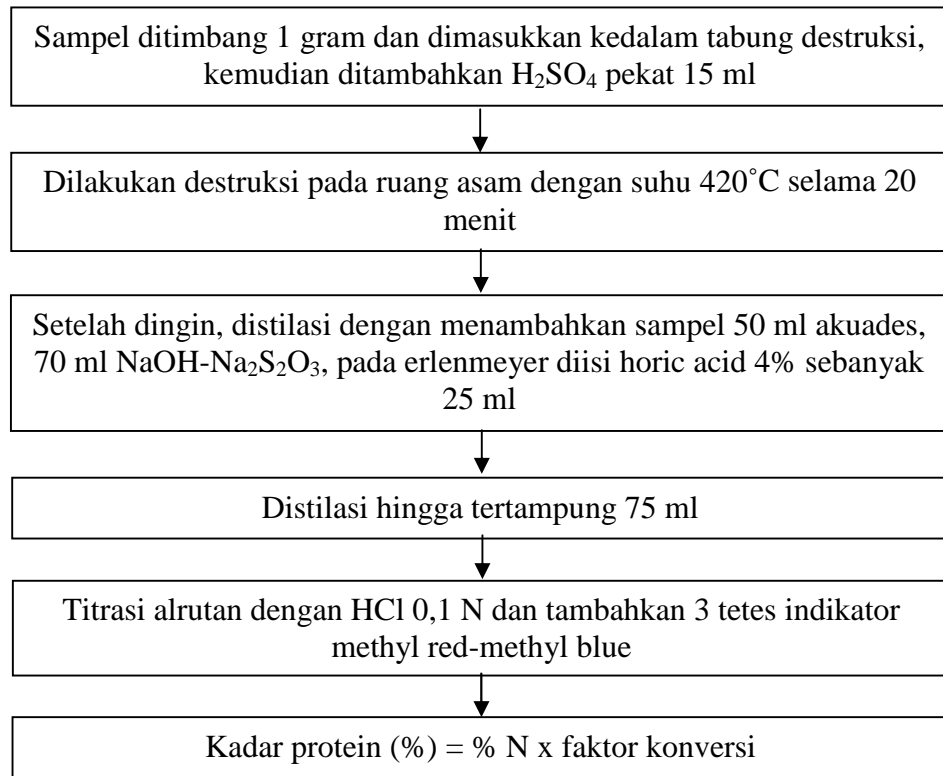 Sampel ditimbang 1 gram dan dimasukkan kedalam tabung destruksi,
kemudian ditambahkan H₂SO₄ pekat 15 ml
Dilakukan destruksi pada ruang asam dengan suhu 420˚C selama 20
menit
Setelah dingin, distilasi dengan menambahkan sampel 50 ml akuades,
70 ml NaOH-Na₂S₂O₃, pada erlenmeyer diisi horic acid 4% sebanyak
25 ml
Distilasi hingga tertampung 75 ml
Titrasi alrutan dengan HCl 0,1 N dan tambahkan 3 tetes indikator
methyl red-methyl blue
Kadar protein (%) = % N x faktor konversi